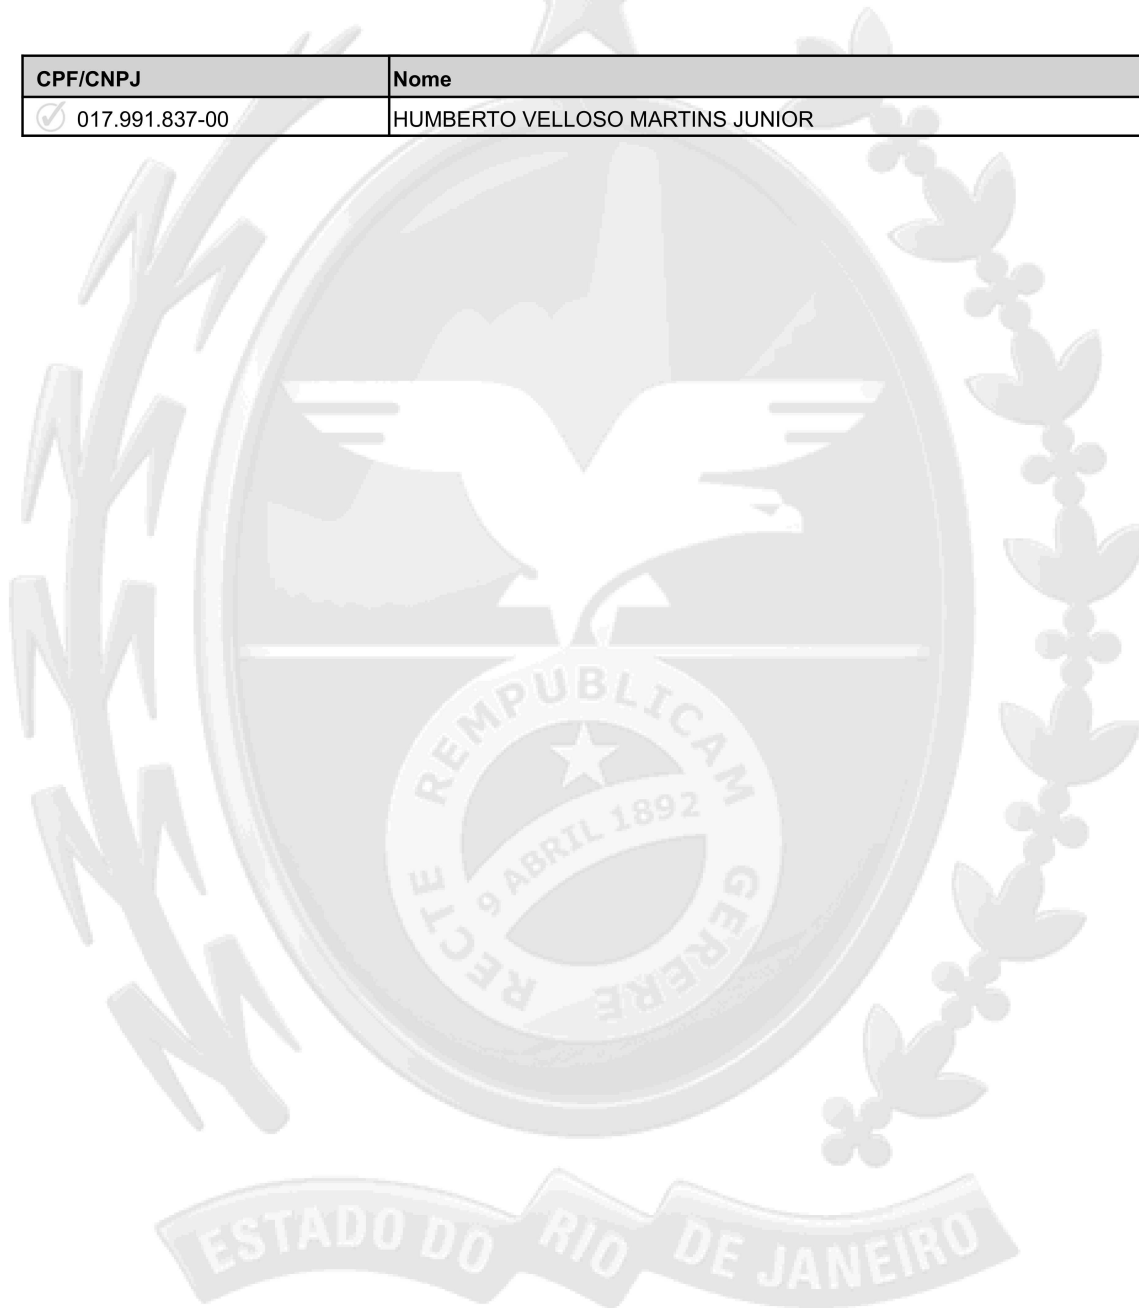 CPF/CNPJ Nome
017.991.837-00 HUMBERTO VELLOSO MARTINS JUNIOR
RECTE REMPUBLICAM GERERE
9 ABRIL 1892
ESTADO DO RIO DE JANEIRO